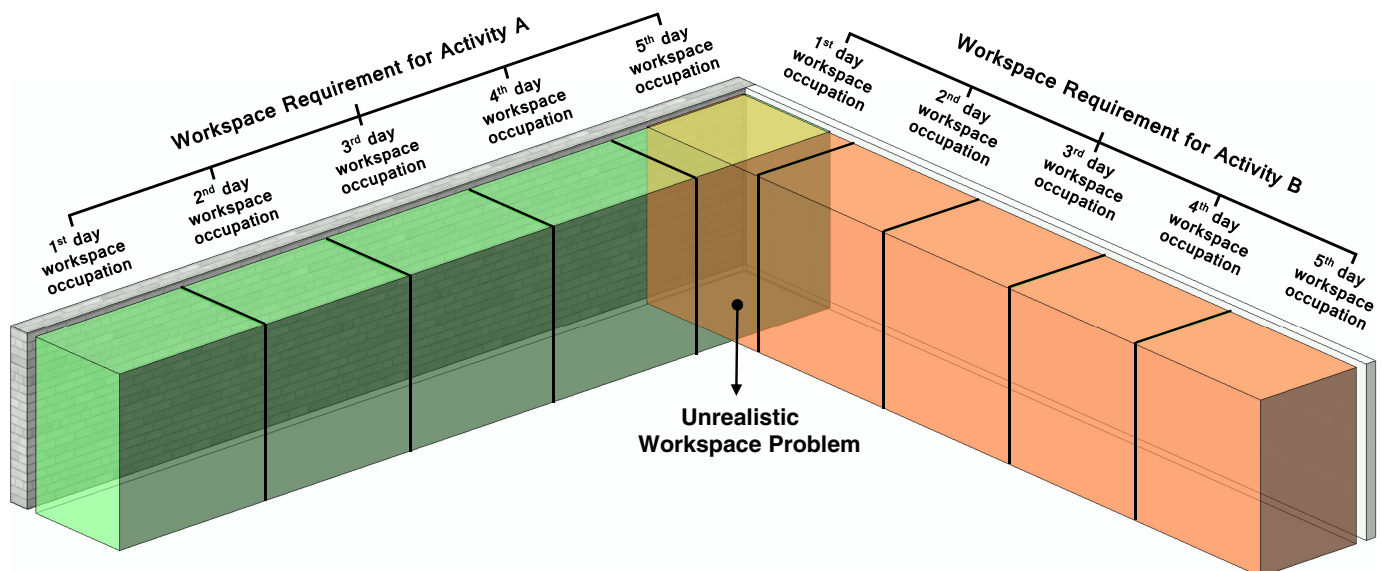 Workspace Requirement for Activity A
1st day
workspace
occupation
2nd day
workspace
occupation
3rd day
workspace
occupation
4th day
workspace
occupation
5th day
workspace
occupation
Workspace Requirement for Activity B
1st day
workspace
occupation
2nd day
workspace
occupation
3rd day
workspace
occupation
4th day
workspace
occupation
5th day
workspace
occupation
Unrealistic
Workspace Problem